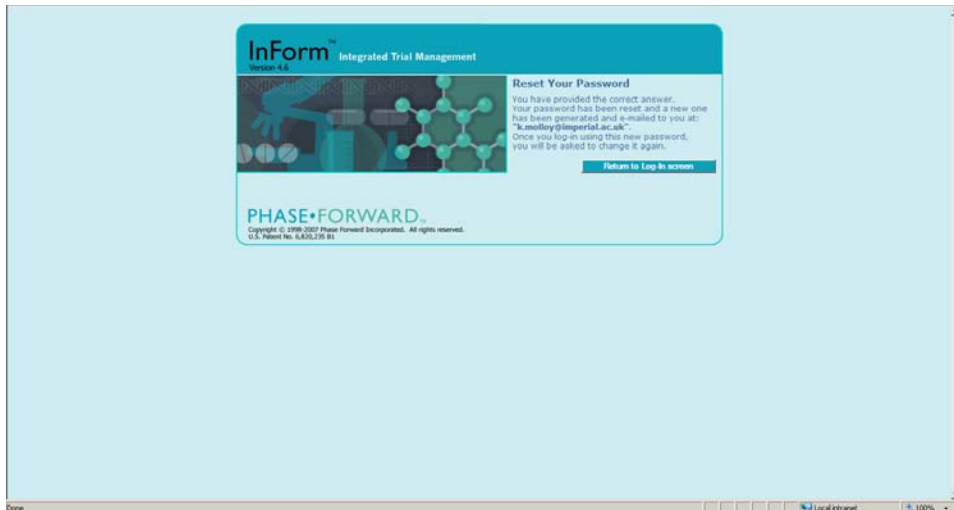 InForm™ Integrated Trial Management
Version 4.6
Reset Your Password
You have provided the correct answer.
Your password has been reset and a new one
has been generated and e-mailed to you at:
"k.molloy@imperial.ac.uk".
Once you log-in using this new password,
you will be asked to change it again.
Return to Log-In screen
PHASE•FORWARD™
Copyright © 1998-2007 Phase Forward Incorporated. All rights reserved.
U.S. Patent No. 6,820,235 B1
Done
Local intranet
100%